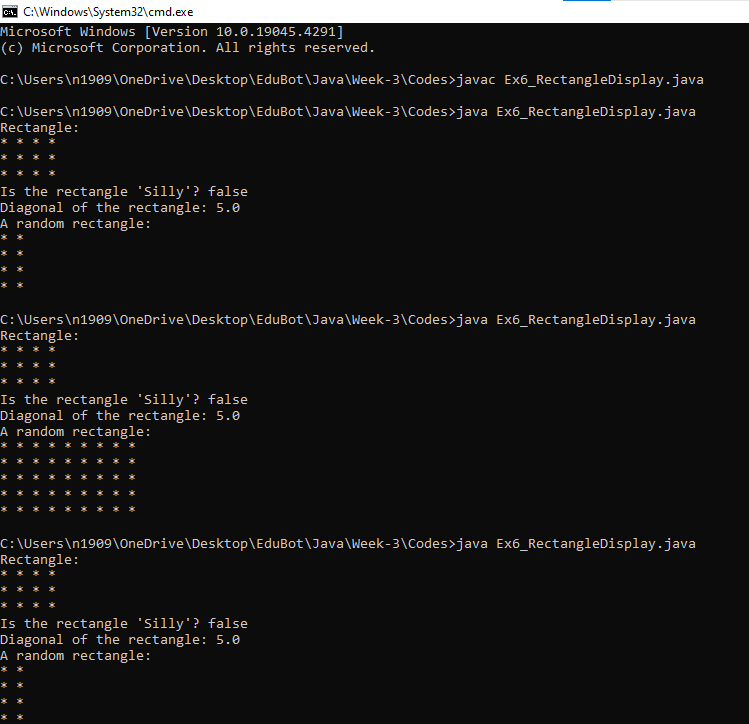 C:\Windows\System32\cmd.exe
Microsoft Windows [Version 10.0.19045.4291]
(c) Microsoft Corporation. All rights reserved.
C:\Users\n1909\OneDrive\Desktop\EduBot\Java\Week-3\Codes>javac Ex6_RectangleDisplay.java
C:\Users\n1909\OneDrive\Desktop\EduBot\Java\Week-3\Codes>java Ex6_RectangleDisplay.java
Rectangle:
* * * *
* * * *
* * * *
Is the rectangle 'Silly'? false
Diagonal of the rectangle: 5.0
A random rectangle:
* *
* *
* *
* *
C:\Users\n1909\OneDrive\Desktop\EduBot\Java\Week-3\Codes>java Ex6_RectangleDisplay.java
Rectangle:
* * * *
* * * *
* * * *
Is the rectangle 'Silly'? false
Diagonal of the rectangle: 5.0
A random rectangle:
* * * * * * * * *
* * * * * * * * *
* * * * * * * * *
* * * * * * * * *
* * * * * * * * *
C:\Users\n1909\OneDrive\Desktop\EduBot\Java\Week-3\Codes>java Ex6_RectangleDisplay.java
Rectangle:
* * * *
* * * *
* * * *
Is the rectangle 'Silly'? false
Diagonal of the rectangle: 5.0
A random rectangle:
* *
* *
* *
* *